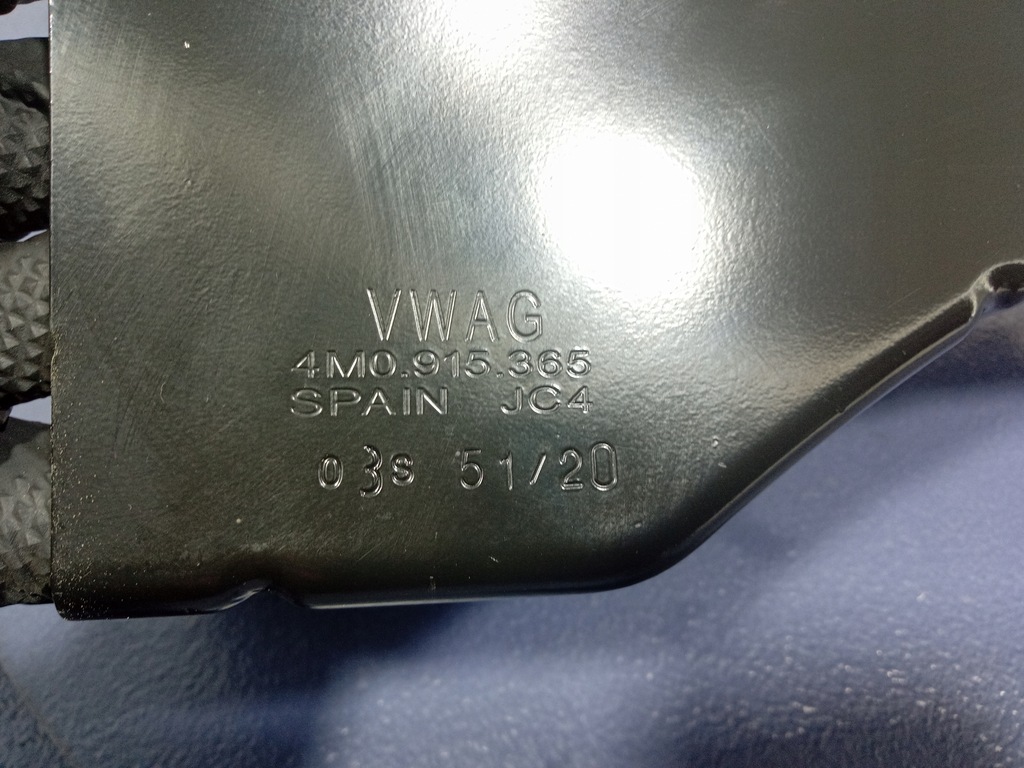 VWAG
4M0.915.365
SPAIN JC4
03s 51/20